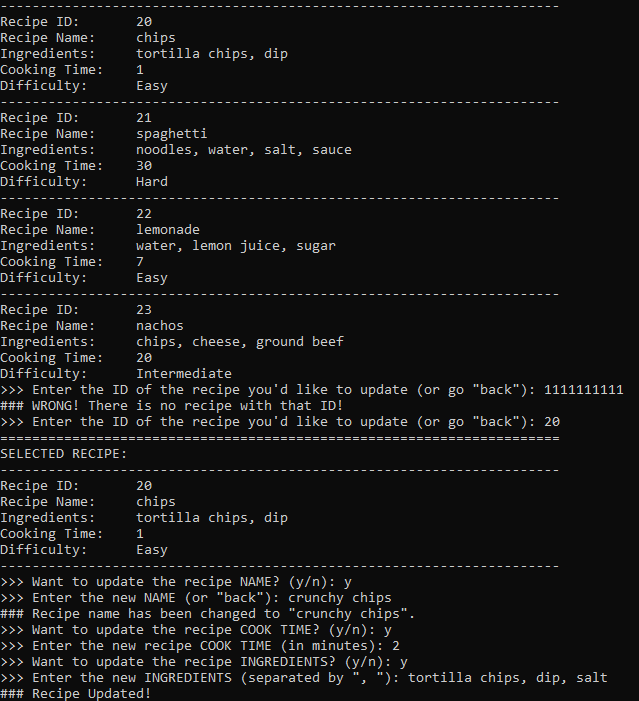 ----------------------------------------------------------------------
Recipe ID:       20
Recipe Name:     chips
Ingredients:     tortilla chips, dip
Cooking Time:    1
Difficulty:      Easy
----------------------------------------------------------------------
Recipe ID:       21
Recipe Name:     spaghetti
Ingredients:     noodles, water, salt, sauce
Cooking Time:    30
Difficulty:      Hard
----------------------------------------------------------------------
Recipe ID:       22
Recipe Name:     lemonade
Ingredients:     water, lemon juice, sugar
Cooking Time:    7
Difficulty:      Easy
----------------------------------------------------------------------
Recipe ID:       23
Recipe Name:     nachos
Ingredients:     chips, cheese, ground beef
Cooking Time:    20
Difficulty:      Intermediate
>>> Enter the ID of the recipe you'd like to update (or go "back"): 1111111111
### WRONG! There is no recipe with that ID!
>>> Enter the ID of the recipe you'd like to update (or go "back"): 20
======================================================================
SELECTED RECIPE:
----------------------------------------------------------------------
Recipe ID:       20
Recipe Name:     chips
Ingredients:     tortilla chips, dip
Cooking Time:    1
Difficulty:      Easy
----------------------------------------------------------------------
>>> Want to update the recipe NAME? (y/n): y
>>> Enter the new NAME (or "back"): crunchy chips
### Recipe name has been changed to "crunchy chips".
>>> Want to update the recipe COOK TIME? (y/n): y
>>> Enter the new recipe COOK TIME (in minutes): 2
>>> Want to update the recipe INGREDIENTS? (y/n): y
>>> Enter the new INGREDIENTS (separated by ", "): tortilla chips, dip, salt
### Recipe Updated!